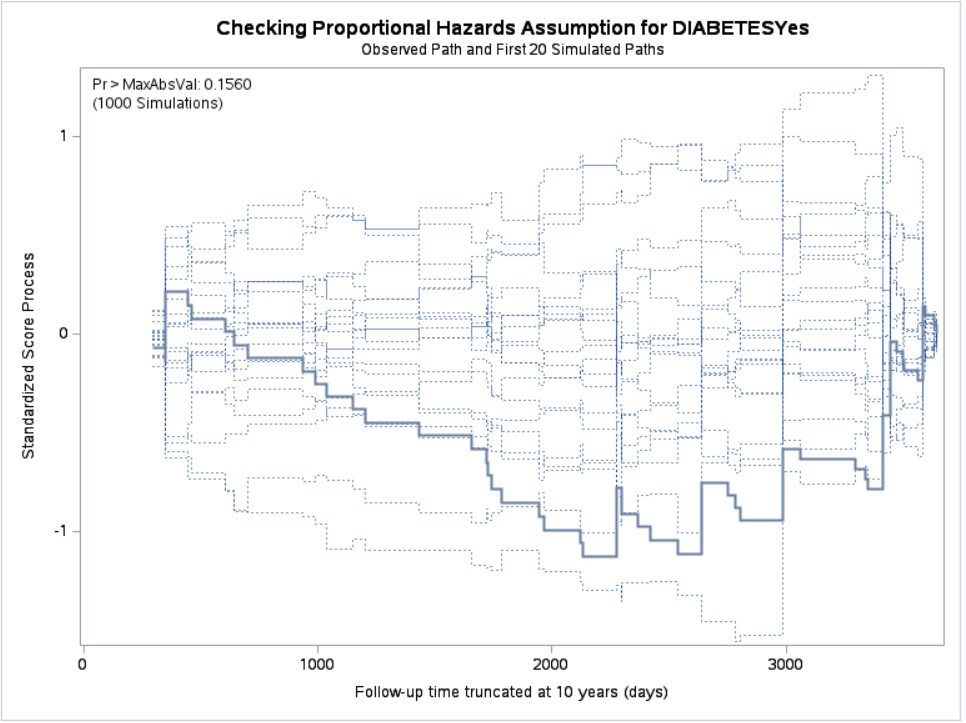 Checking Proportional Hazards Assumption for DIABETESYes
Observed Path and First 20 Simulated Paths
Pr > MaxAbsVal: 0.1560
(1000 Simulations)
1
0
-1
Standardized Score Process
0 1000 2000 3000
Follow-up time truncated at 10 years (days)